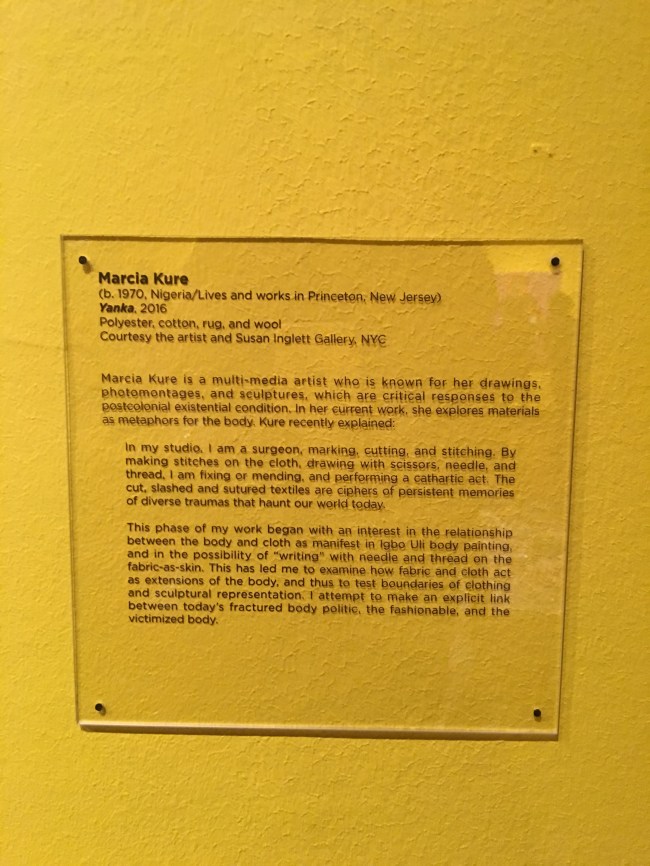 Marcia Kure
(b. 1970, Nigeria/Lives and works in Princeton, New Jersey)
Yanka, 2016
Polyester, cotton, rug, and wool
Courtesy the artist and Susan Inglett Gallery, NYC
Marcia Kure is a multi-media artist who is known for her drawings,
photomontages, and sculptures, which are critical responses to the
postcolonial existential condition. In her current work, she explores materials
as metaphors for the body. Kure recently explained:
In my studio, I am a surgeon, marking, cutting, and stitching. By
making stitches on the cloth, drawing with scissors, needle, and
thread, I am fixing or mending, and performing a cathartic act. The
cut, slashed and sutured textiles are ciphers of persistent memories
of diverse traumas that haunt our world today.
This phase of my work began with an interest in the relationship
between the body and cloth as manifest in Igbo Uli body painting,
and in the possibility of "writing" with needle and thread on the
fabric-as-skin. This has led me to examine how fabric and cloth act
as extensions of the body, and thus to test boundaries of clothing
and sculptural representation. I attempt to make an explicit link
between today's fractured body politic, the fashionable, and the
victimized body.